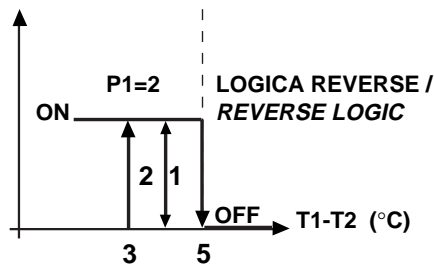 P1=2
LOGICA REVERSE /
REVERSE LOGIC
ON
2 1
OFF
T1-T2 (°C)
3 5